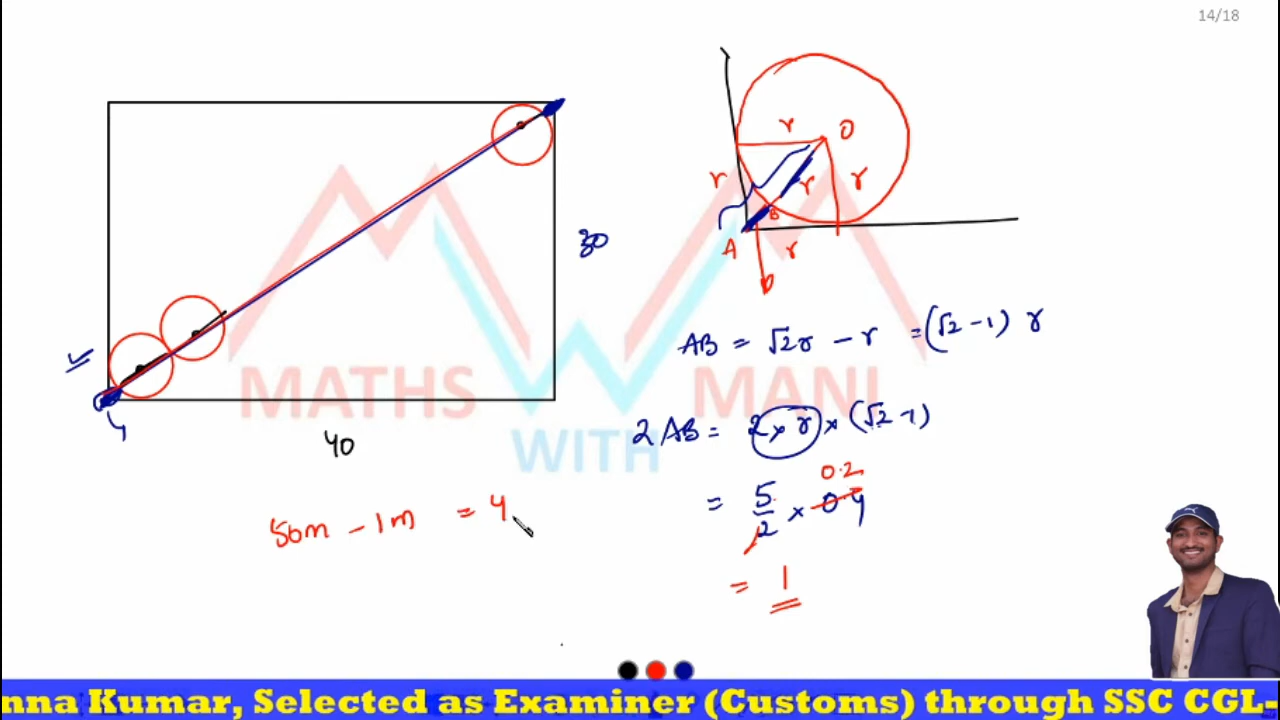 14/18
r
O
r
r
r
B
A
r
30
AB = √2r - r = (√2-1) r
MATHS MANI
WITH
40
2AB = 2×r × (√2-1)
0.2
= 5/2 × 0.4
50m - 1m = 4
= 1
nna Kumar, Selected as Examiner (Customs) through SSC CGL-